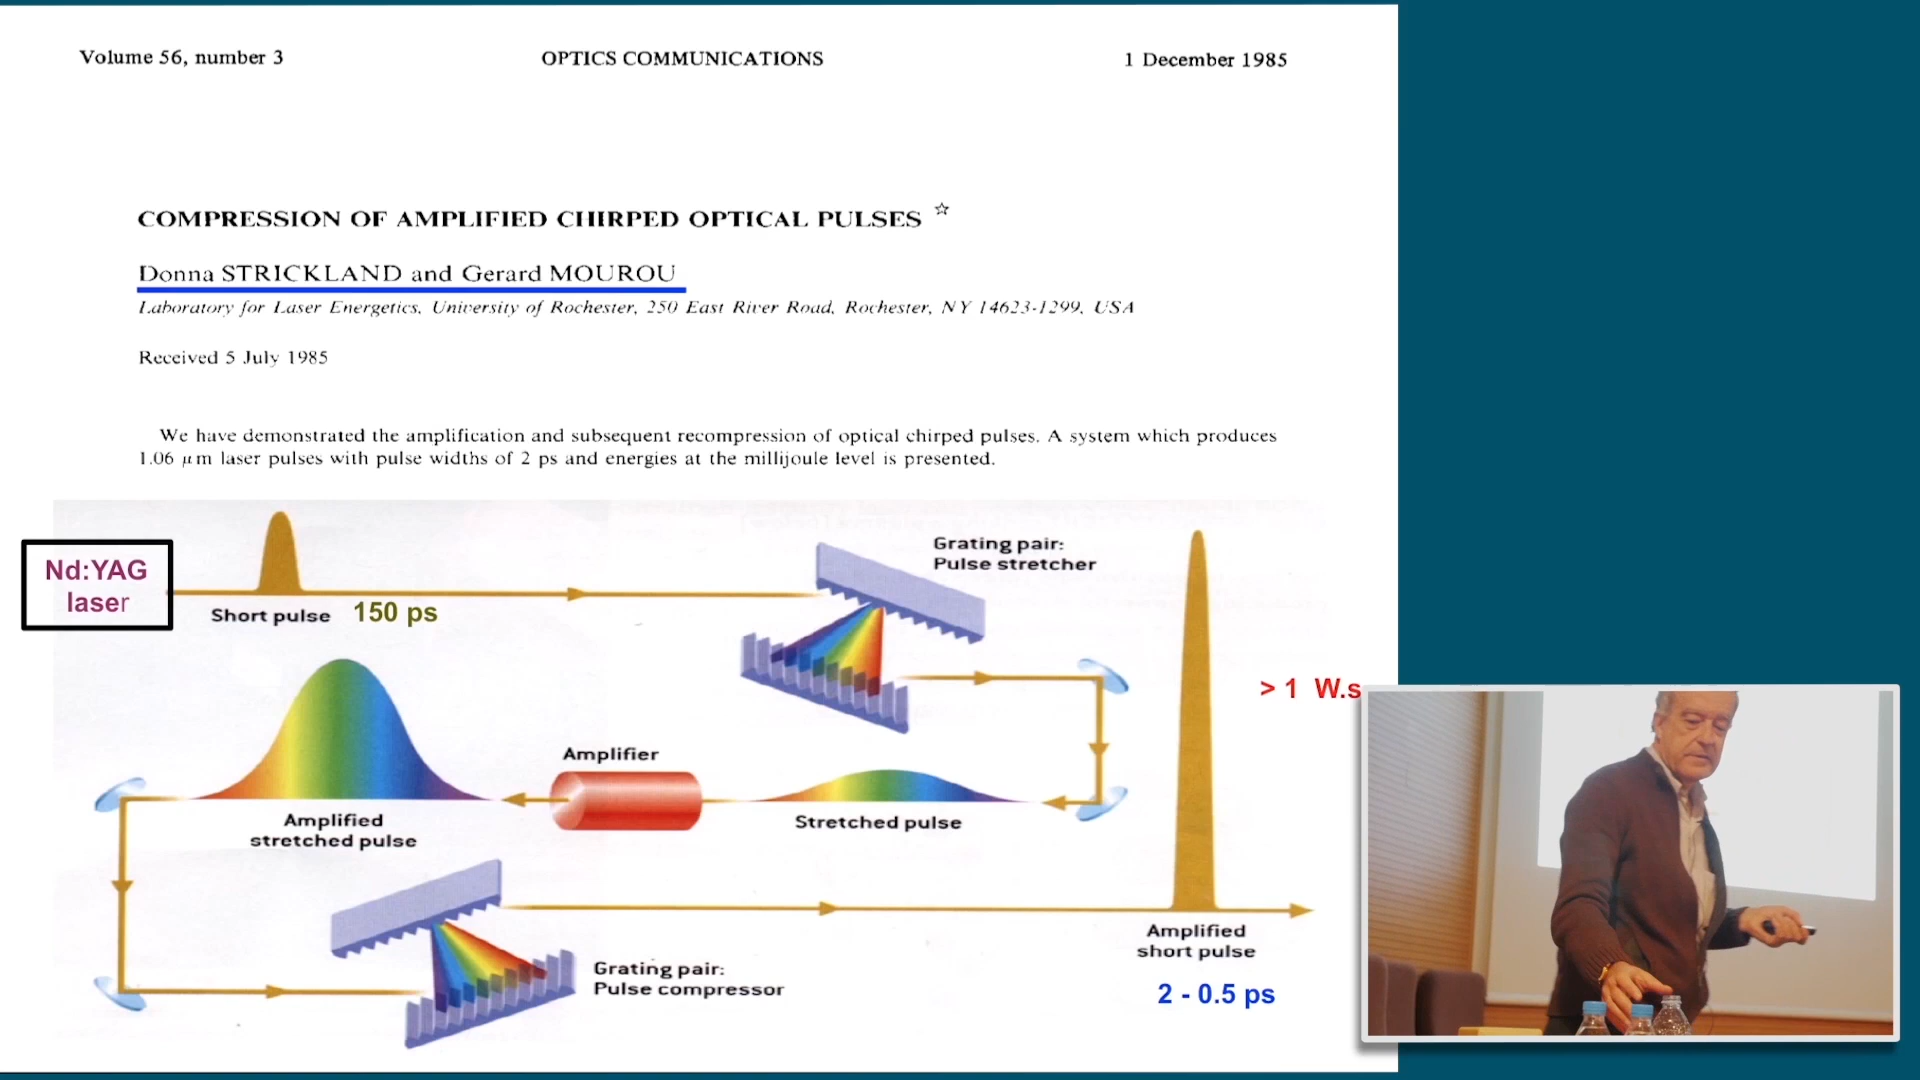 Volume 56, number 3 OPTICS COMMUNICATIONS 1 December 1985
COMPRESSION OF AMPLIFIED CHIRPED OPTICAL PULSES ☆
Donna STRICKLAND and Gerard MOUROU
Laboratory for Laser Energetics, University of Rochester, 250 East River Road, Rochester, NY 14623-1299, USA
Received 5 July 1985
We have demonstrated the amplification and subsequent recompression of optical chirped pulses. A system which produces
1.06 μm laser pulses with pulse widths of 2 ps and energies at the millijoule level is presented.
Nd:YAG
laser
Short pulse 150 ps
Grating pair:
Pulse stretcher
> 1 W.s
Amplifier
Stretched pulse
Amplified
stretched pulse
Grating pair:
Pulse compressor
Amplified
short pulse
2 - 0.5 ps